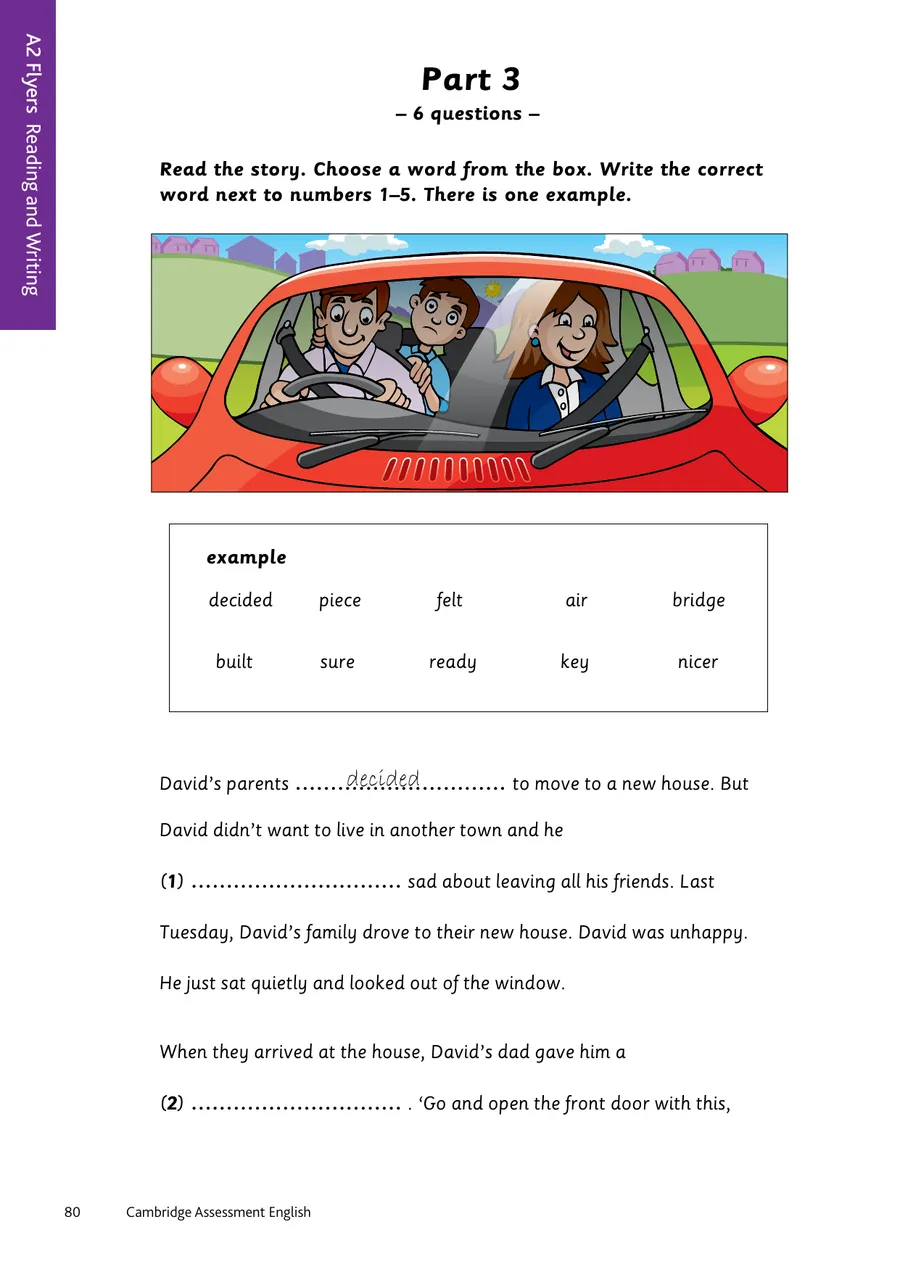 A2 Flyers Reading and Writing
Part 3
– 6 questions –
Read the story. Choose a word from the box. Write the correct
word next to numbers 1–5. There is one example.
example
decided piece felt air bridge
built sure ready key nicer
David’s parents .............................. to move to a new house. But
decided
David didn’t want to live in another town and he
(1) .............................. sad about leaving all his friends. Last
Tuesday, David’s family drove to their new house. David was unhappy.
He just sat quietly and looked out of the window.
When they arrived at the house, David’s dad gave him a
(2) .............................. . ‘Go and open the front door with this,
80 Cambridge Assessment English